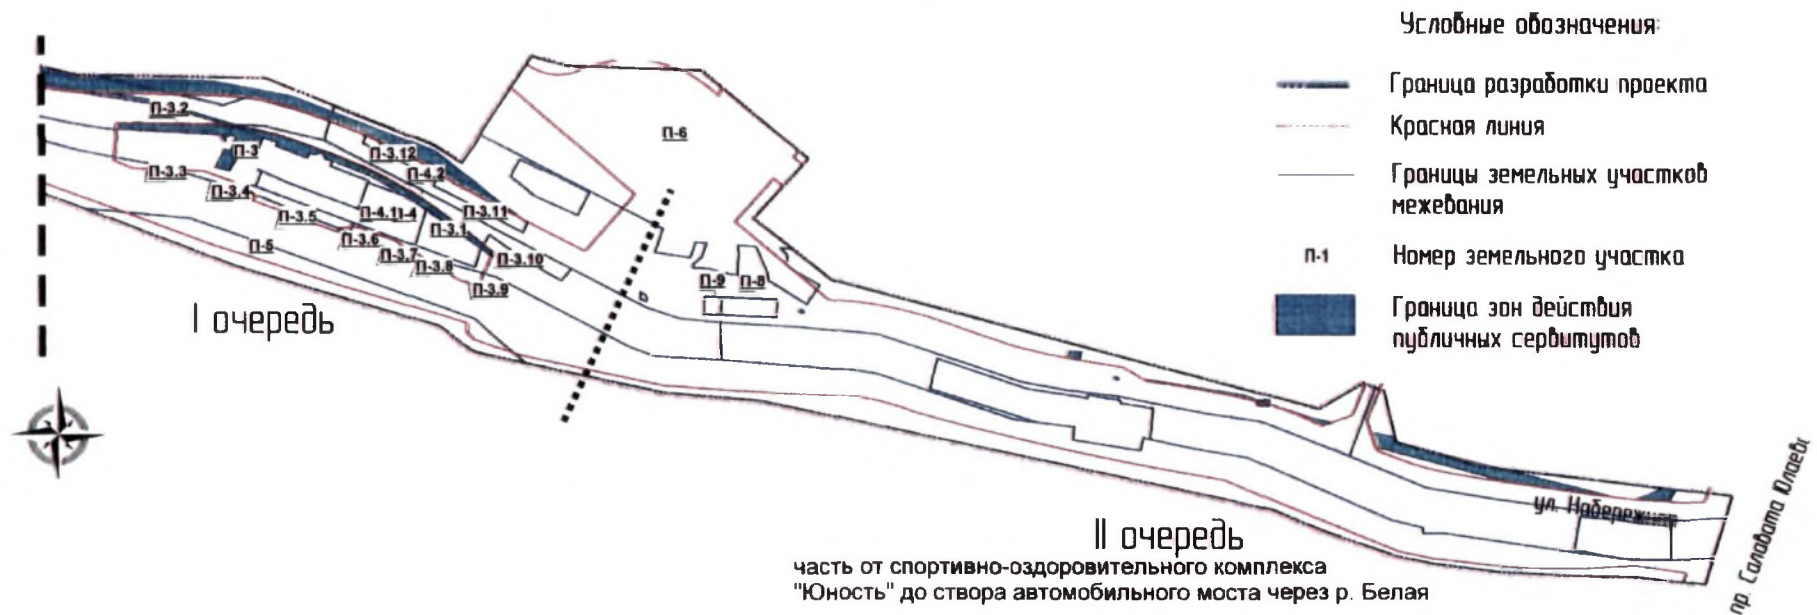 Условные обозначения:
Граница разработки проекта
Красная линия
Границы земельных участков
межевания
П-1
Номер земельного участка
Граница зон действия
публичных сервитутов
П-3.2
П-3
П-3.3
П-3.4
П-3.5
П-3.6
П-3.7
П-3.8
П-3.9
П-3.12
П-4.2
П-4.1
-4
П-3.11
П-3.1
П-3.10
П-5
П-6
П-9
П-8
I очередь
II очередь
часть от спортивно-оздоровительного комплекса
"Юность" до створа автомобильного моста через р. Белая
ул. Набережная
пр. Салавата Юлаев